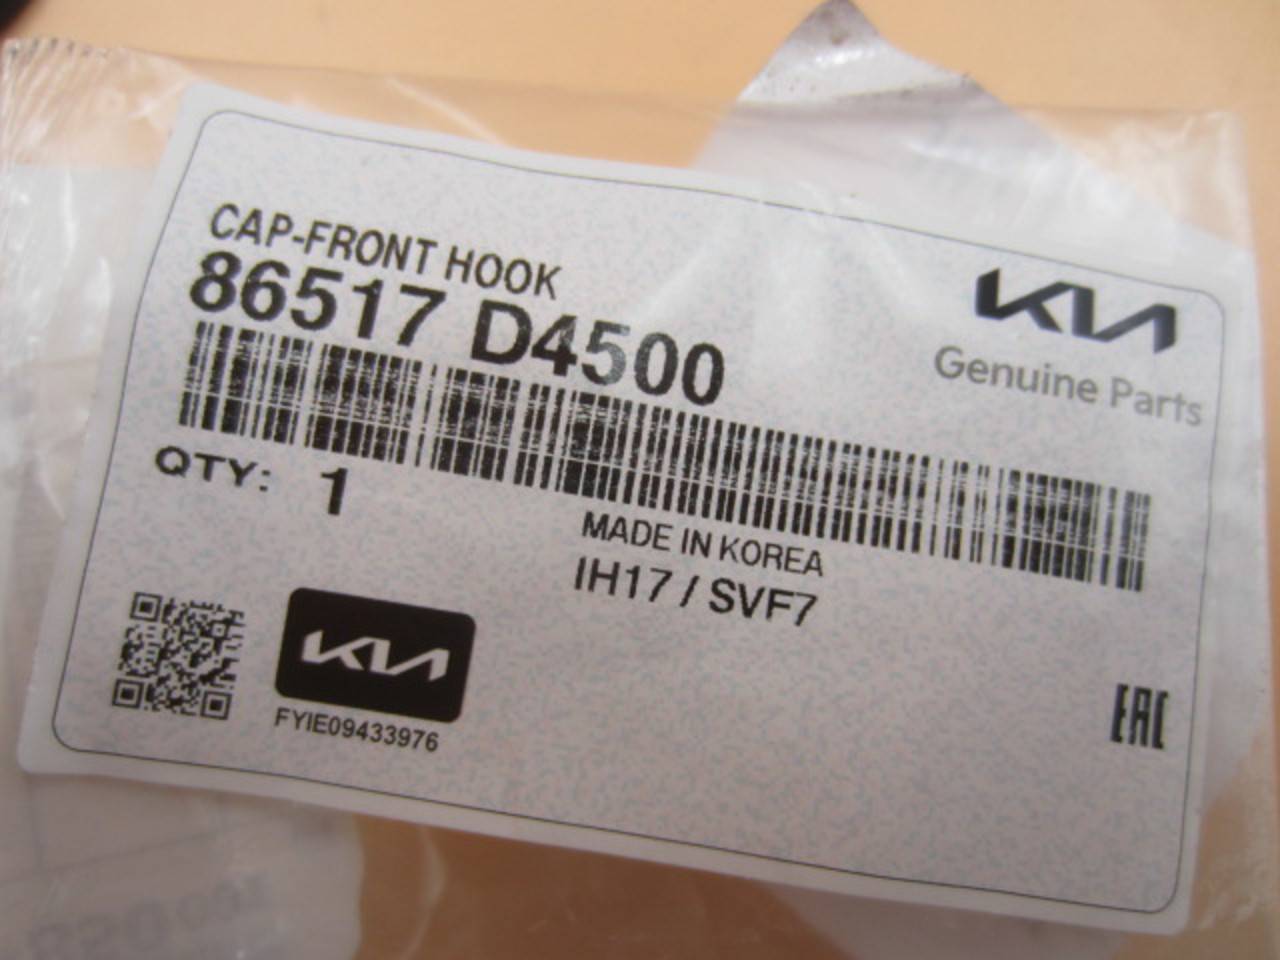 CAP-FRONT HOOK
86517 D4500
KIA
Genuine Parts
QTY: 1
MADE IN KOREA
IH17 / SVF7
KIA
FYIE09433976
EAC